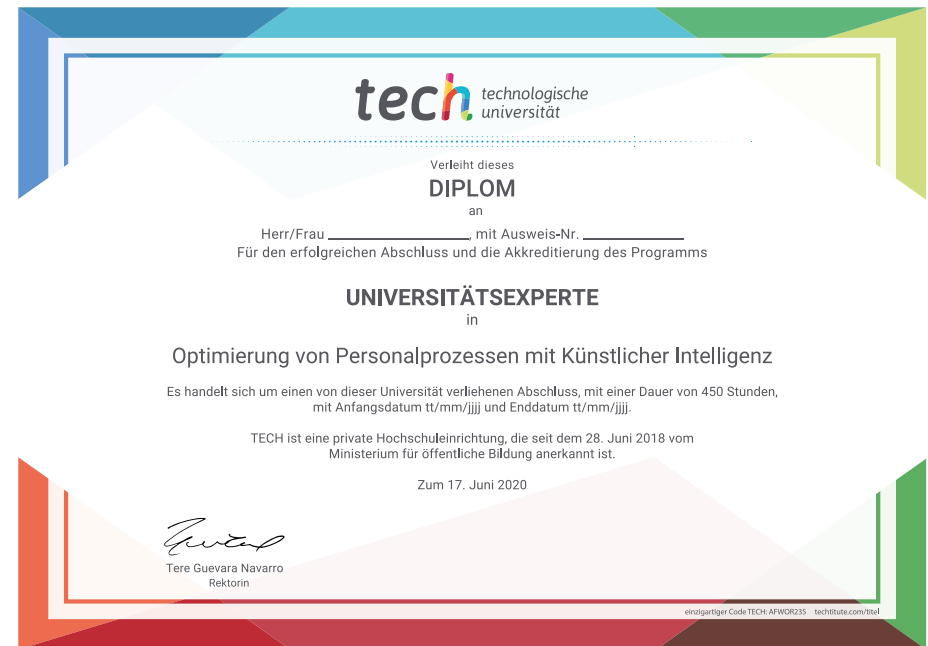 tech technologische
universität
Verleiht dieses
DIPLOM
an
Herr/Frau ____________, mit Ausweis-Nr. ____________
Für den erfolgreichen Abschluss und die Akkreditierung des Programms
UNIVERSITÄTSEXPERTE
in
Optimierung von Personalprozessen mit Künstlicher Intelligenz
Es handelt sich um einen von dieser Universität verliehenen Abschluss, mit einer Dauer von 450 Stunden,
mit Anfangsdatum tt/mm/jjjj und Enddatum tt/mm/jjjj.
TECH ist eine private Hochschuleinrichtung, die seit dem 28. Juni 2018 vom
Ministerium für öffentliche Bildung anerkannt ist.
Zum 17. Juni 2020
Tere Guevara Navarro
Rektorin
einzigartiger Code TECH: AFWOR235 techtitute.com/titel